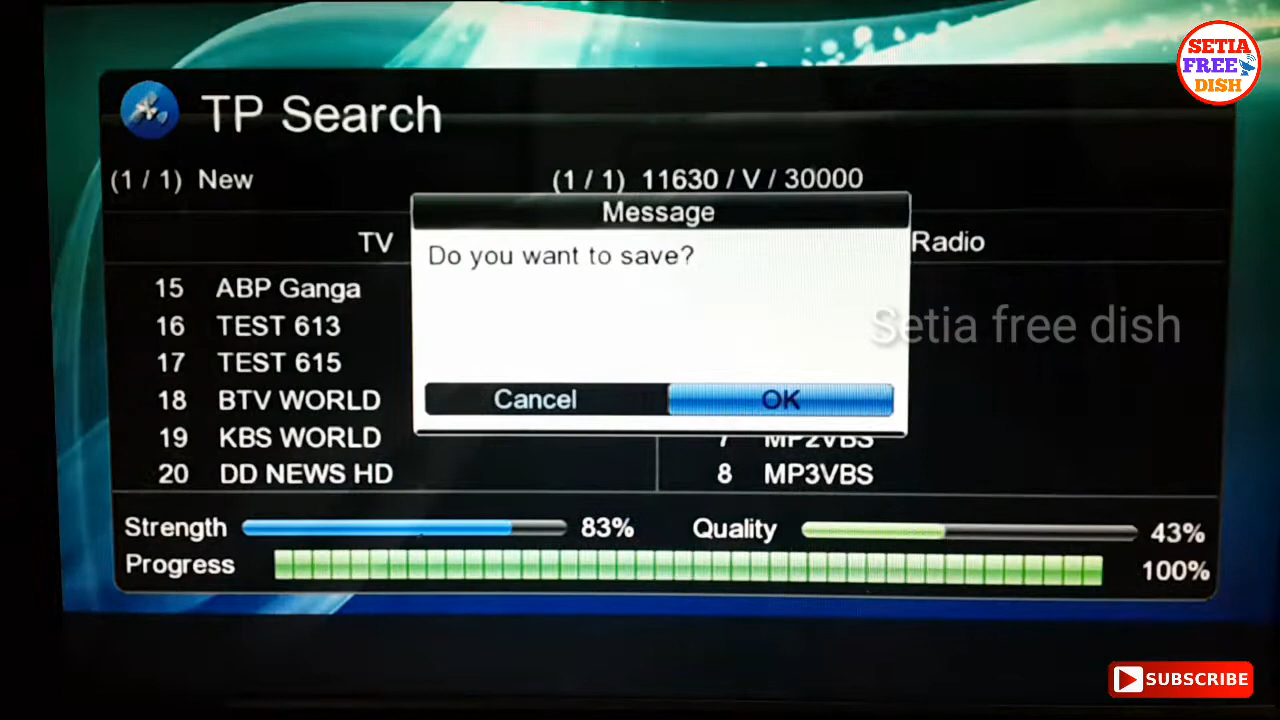 SETIA
FREE
DISH
TP Search
(1 / 1) New
(1 / 1) 11630 / V / 30000
Message
TV
Radio
Do you want to save?
15 ABP Ganga
16 TEST 613
Setia free dish
17 TEST 615
18 BTV WORLD
Cancel
OK
19 KBS WORLD
7 MP2VBS
20 DD NEWS HD
8 MP3VBS
Strength 83%
Quality 43%
Progress 100%
SUBSCRIBE